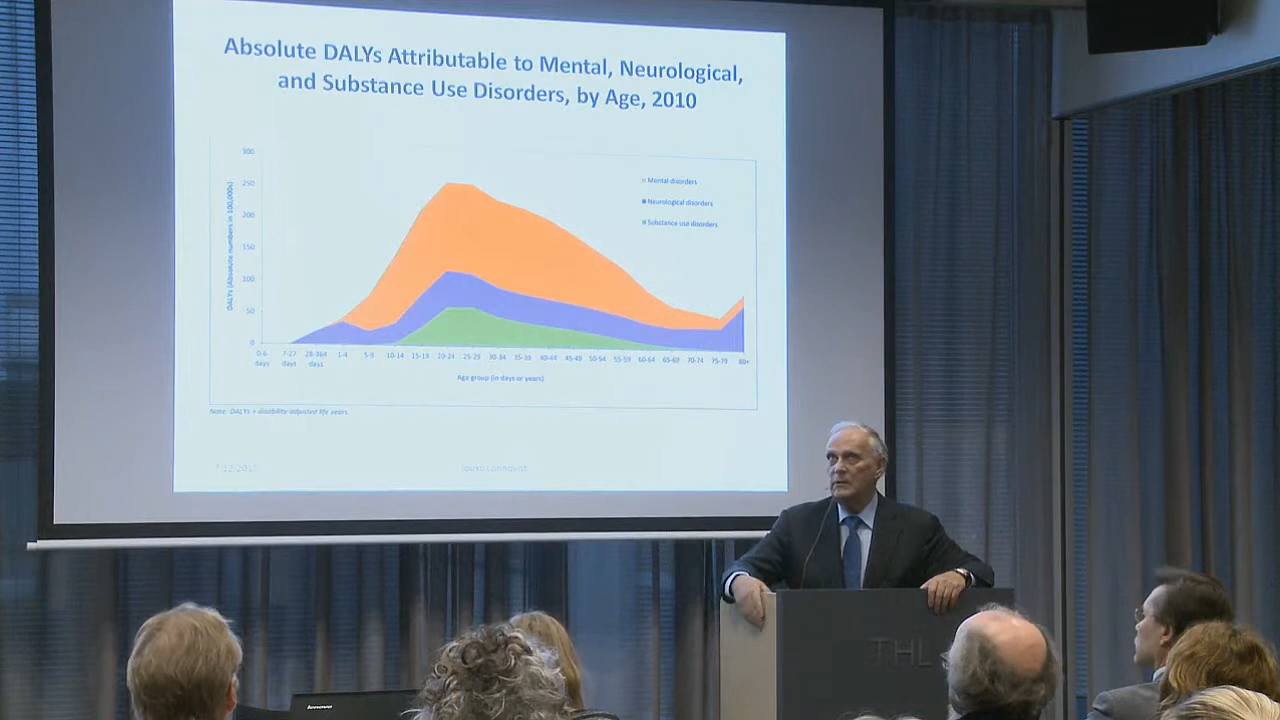 Absolute DALYs Attributable to Mental, Neurological,
and Substance Use Disorders, by Age, 2010
300
250
200
150
100
50
0
DALYs (Absolute numbers in 100,000s)
Mental disorders
Neurological disorders
Substance use disorders
0-6 days
7-27 days
28-364 days
1-4
5-9
10-14
15-19
20-24
25-29
30-34
35-39
40-44
45-49
50-54
55-59
60-64
65-69
70-74
75-79
80+
Age group (in days or years)
Note: DALYs = disability-adjusted life years.
Jouko Lönnqvist
THL
lenovo